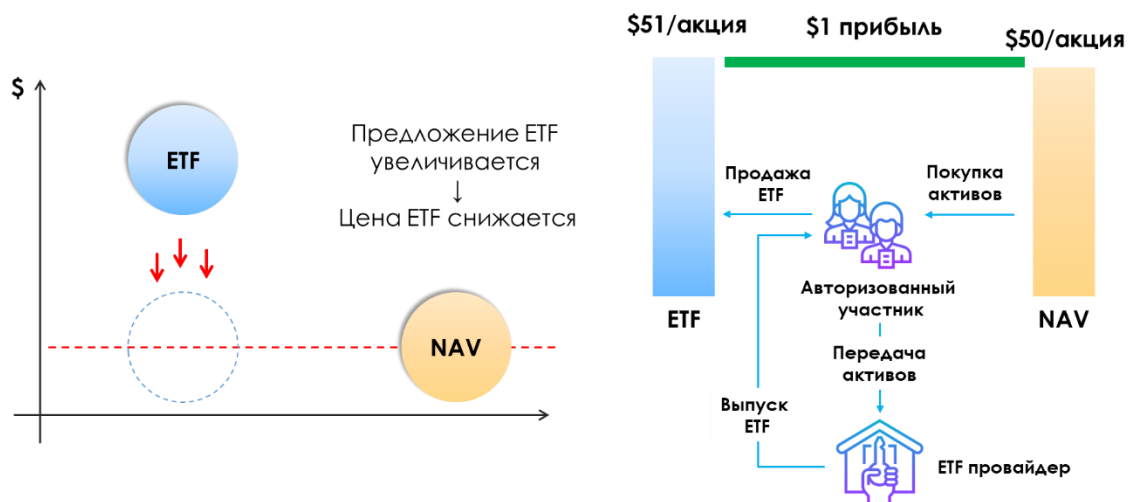 $
ETF
Предложение ETF
увеличивается
↓
Цена ETF снижается
NAV
$51/акция
$1 прибыль
$50/акция
Продажа
ETF
Покупка
активов
Авторизованный
участник
ETF
NAV
Передача
активов
Выпуск
ETF
ETF провайдер